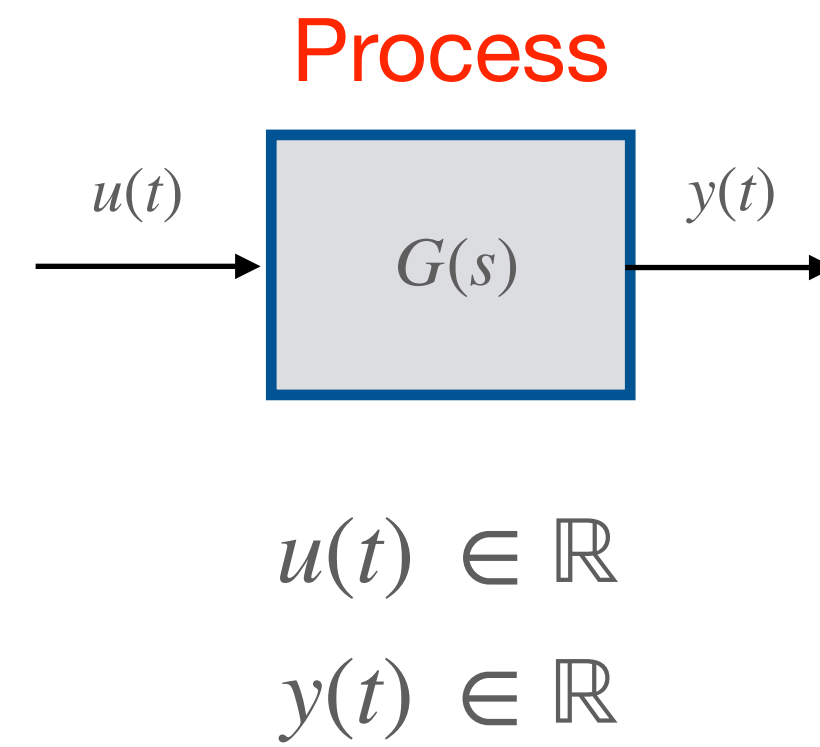 Process
u(t)
y(t)
G(s)
u(t) ∈ ℝ
y(t) ∈ ℝ